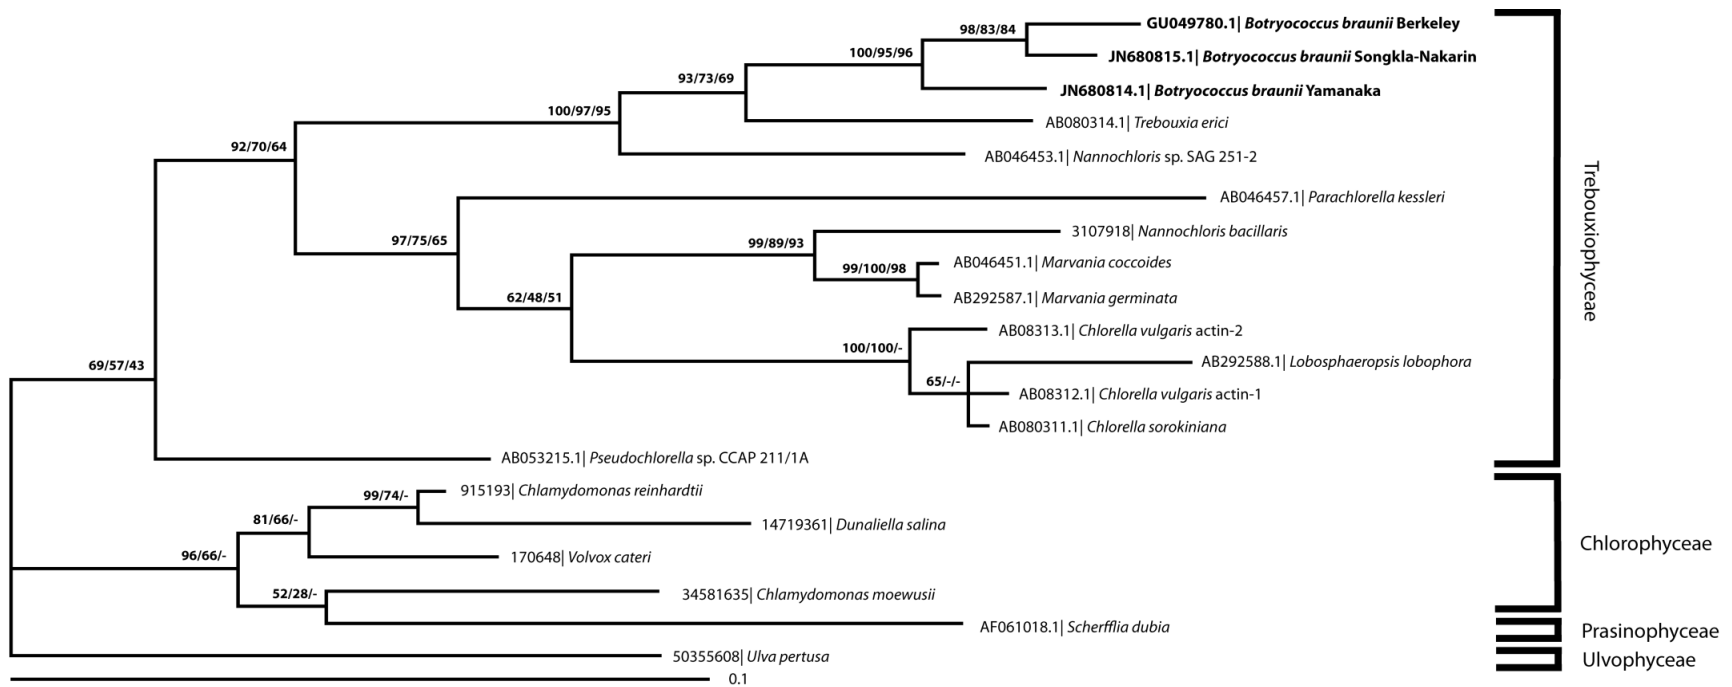 98/83/84 GU049780.1| Botryococcus braunii Berkeley
100/95/96 JN680815.1| Botryococcus braunii Songkla-Nakarin
93/73/69 JN680814.1| Botryococcus braunii Yamanaka
100/97/95 AB080314.1| Trebouxia erici
92/70/64 AB046453.1| Nannochloris sp. SAG 251-2
AB046457.1| Parachlorella kessleri
Trebouxiophyceae
97/75/65 99/89/93 3107918| Nannochloris bacillaris
99/100/98 AB046451.1| Marvania coccoides
62/48/51 AB292587.1| Marvania germinata
AB08313.1| Chlorella vulgaris actin-2
100/100/-
69/57/43 AB292588.1| Lobosphaeropsis lobophora
65/-/- AB08312.1| Chlorella vulgaris actin-1
AB080311.1| Chlorella sorokiniana
AB053215.1| Pseudochlorella sp. CCAP 211/1A
99/74/- 915193| Chlamydomonas reinhardtii
81/66/- 14719361| Dunaliella salina
Chlorophyceae
96/66/- 170648| Volvox cateri
52/28/- 34581635| Chlamydomonas moewusii
AF061018.1| Scherfflia dubia
Prasinophyceae
50355608| Ulva pertusa
Ulvophyceae
0.1